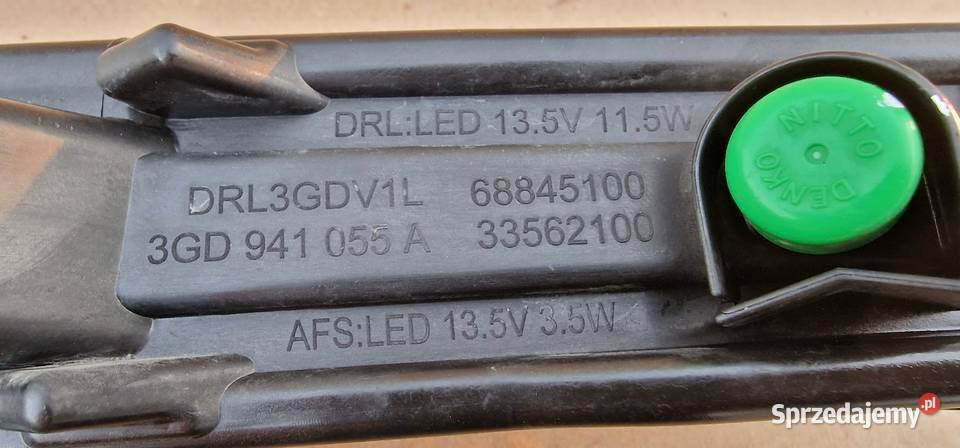 DRL:LED 13.5V 11.5W
DRL3GDV1L 68845100
3GD 941 055 A 33562100
AFS:LED 13.5V 3.5W
NITTO
DENKO
Sprzedajemy.pl